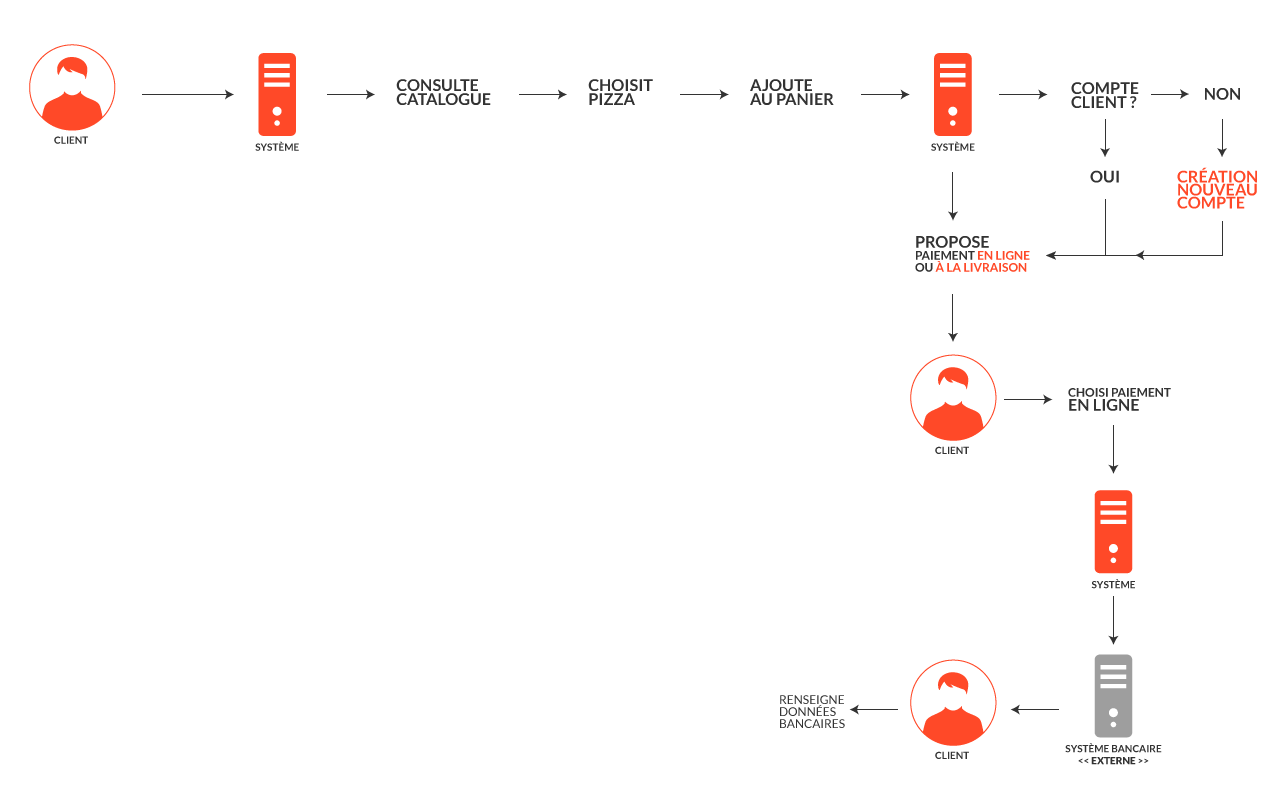 CLIENT
SYSTÈME
CONSULTE
CATALOGUE
CHOISIT
PIZZA
AJOUTE
AU PANIER
SYSTÈME
COMPTE
CLIENT ?
NON
OUI
CRÉATION
NOUVEAU
COMPTE
PROPOSE
PAIEMENT EN LIGNE
OU À LA LIVRAISON
CLIENT
CHOISI PAIEMENT
EN LIGNE
SYSTÈME
SYSTÈME BANCAIRE
<< EXTERNE >>
CLIENT
RENSEIGNE
DONNÉES
BANCAIRES